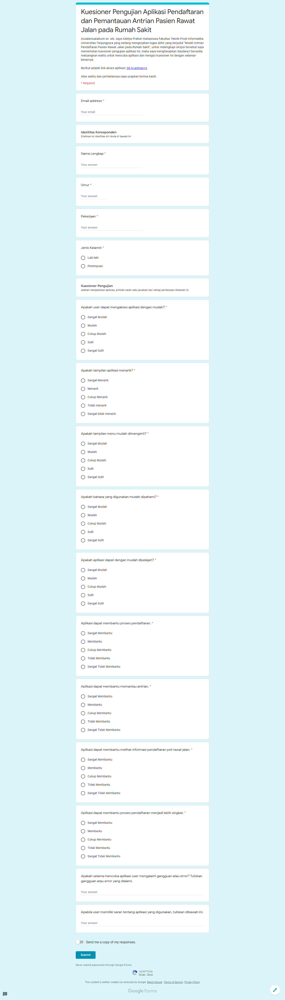 Kuesioner Pengujian Aplikasi Pendaftaran
dan Pemantauan Antrian Pasien Rawat
Jalan pada Rumah Sakit
Assalamualaikum wr. wb. saya Adetya Pratiwi mahasiswa Fakultas Teknik Prodi Informatika
Universitas Tanjungpura yang sedang mengerjakan tugas akhir yang berjudul "Model Antrian
Pendaftaran Pasien Rawat Jalan pada Rumah Sakit", untuk melengkapi skripsi tersebut saya
memerlukan kuesioner pengujian aplikasi ini, maka saya mengharapkan Saudara/i bersedia
meluangkan waktu untuk mencoba aplikasi dan mengisi kuesioner ini dengan sebenar-
benarnya.
Berikut adalah link akses aplikasi: bit.ly/antrian-rs
Atas waktu dan perhatiannya saya ucapkan terima kasih.
* Required
Email address *
Your email
Identitas Koresponden
Silahkan isi identitas diri Anda di bawah ini
Nama Lengkap *
Your answer
Umur *
Your answer
Pekerjaan *
Your answer
Jenis Kelamin *
Laki-laki
Perempuan
Kuesioner Pengujian
setelah menjalankan aplikasi, pilihlah salah satu jawaban dari setiap pertanyaan dibawah ini.
Apakah user dapat mengakses aplikasi dengan mudah? *
Sangat Mudah
Mudah
Cukup Mudah
Sulit
Sangat Sulit
Apakah tampilan aplikasi menarik? *
Sangat Menarik
Menarik
Cukup Menarik
Tidak menarik
Sangat tidak menarik
Apakah tampilan menu mudah dimengerti? *
Sangat Mudah
Mudah
Cukup Mudah
Sulit
Sangat Sulit
Apakah bahasa yang digunakan mudah dipahami? *
Sangat Mudah
Mudah
Cukup Mudah
Sulit
Sangat Sulit
Apakah aplikasi dapat dengan mudah dipelajari? *
Sangat Mudah
Mudah
Cukup Mudah
Sulit
Sangat Sulit
Aplikasi dapat membantu proses pendaftaran. *
Sangat Membantu
Membantu
Cukup Membantu
Tidak Membantu
Sangat Tidak Membantu
Aplikasi dapat membantu memantau antrian. *
Sangat Membantu
Membantu
Cukup Membantu
Tidak Membantu
Sangat Tidak Membantu
Aplikasi dapat membantu melihat informasi pendaftaran poli rawat jalan. *
Sangat Membantu
Membantu
Cukup Membantu
Tidak Membantu
Sangat Tidak Membantu
Aplikasi dapat membantu proses pendaftaran menjadi lebih singkat. *
Sangat Membantu
Membantu
Cukup Membantu
Tidak Membantu
Sangat Tidak Membantu
Apakah selama mencoba aplikasi user mengalami gangguan atau error? Tuliskan
gangguan atau error yang dialami.
Your answer
Apabila user memiliki saran tentang aplikasi yang digunakan, tuliskan dibawah ini.
Your answer
Send me a copy of my responses.
Submit
Never submit passwords through Google Forms.
reCAPTCHA
Privacy Terms
This content is neither created nor endorsed by Google. Report Abuse - Terms of Service - Privacy Policy
Google Forms